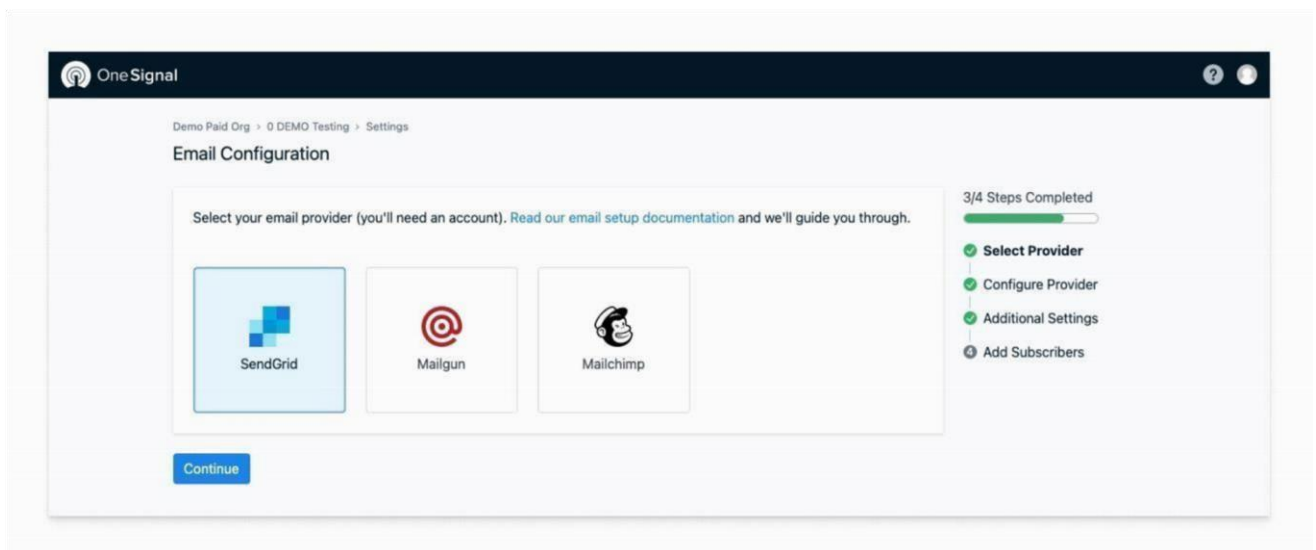 OneSignal
?
Demo Paid Org > 0 DEMO Testing > Settings
Email Configuration
Select your email provider (you'll need an account). Read our email setup documentation and we'll guide you through.
SendGrid
Mailgun
Mailchimp
Continue
3/4 Steps Completed
Select Provider
Configure Provider
Additional Settings
4 Add Subscribers